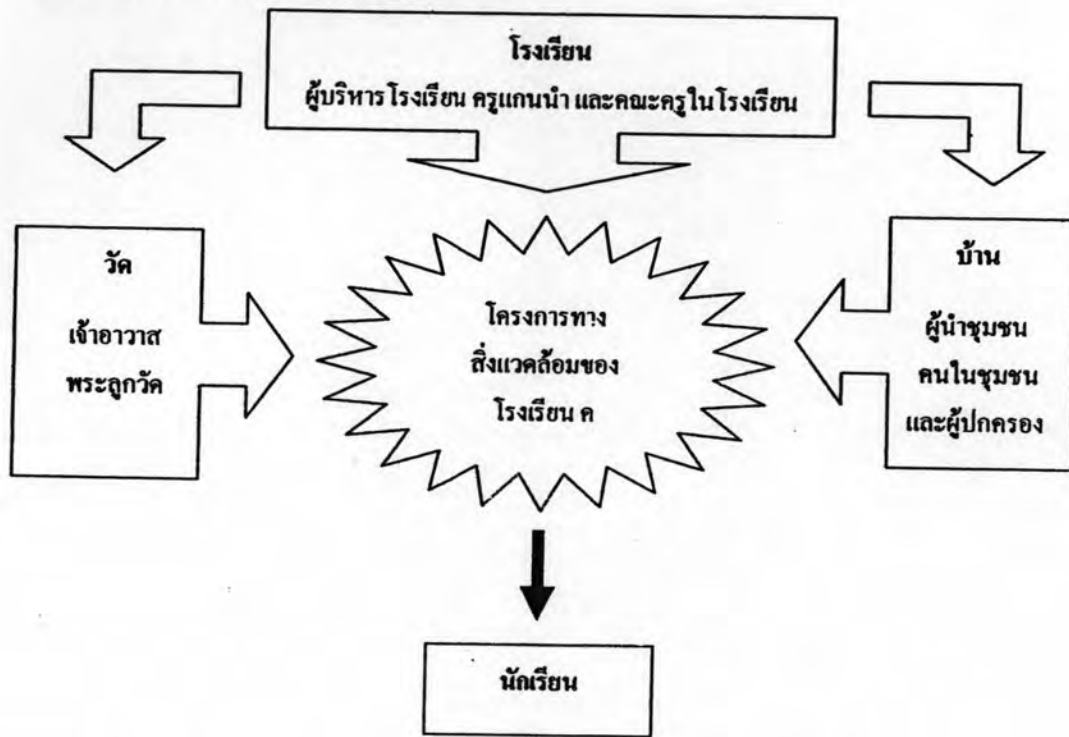 โรงเรียน
ผู้บริหารโรงเรียน ครูแกนนำ และคณะครูในโรงเรียน
วัด
เจ้าอาวาส
พระลูกวัด
โครงการทาง
สิ่งแวดล้อมของ
โรงเรียน ค
บ้าน
ผู้นำชุมชน
คนในชุมชน
และผู้ปกครอง
นักเรียน